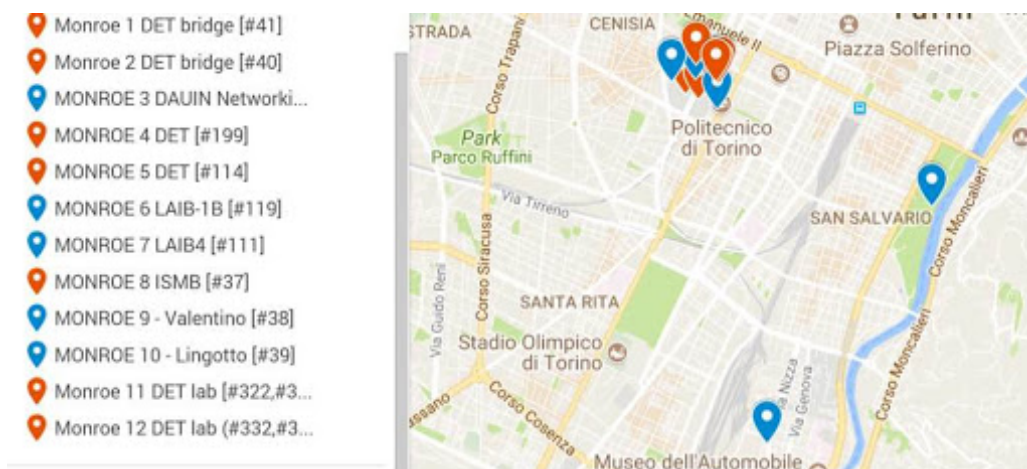 Monroe 1 DET bridge [#41]
Monroe 2 DET bridge [#40]
MONROE 3 DAUIN Networki...
MONROE 4 DET [#199]
MONROE 5 DET [#114]
MONROE 6 LAIB-1B [#119]
MONROE 7 LAIB4 [#111]
MONROE 8 ISMB [#37]
MONROE 9 - Valentino [#38]
MONROE 10 - Lingotto [#39]
Monroe 11 DET lab [#322,#3...
Monroe 12 DET lab (#332,#3...
STRADA
CENISIA
Emanuele II
Piazza Solferino
Corso Trapani
Politecnico
di Torino
Park
Parco Ruffini
Via Tirreno
SAN SALVARIO
Corso Moncalieri
Corso Siracusa
Via Guido Reni
SANTA RITA
Stadio Olimpico
di Torino
Corso Moncalieri
Via Nizza
Via Genova
Corso Cosenza
Museo dell'Automobile